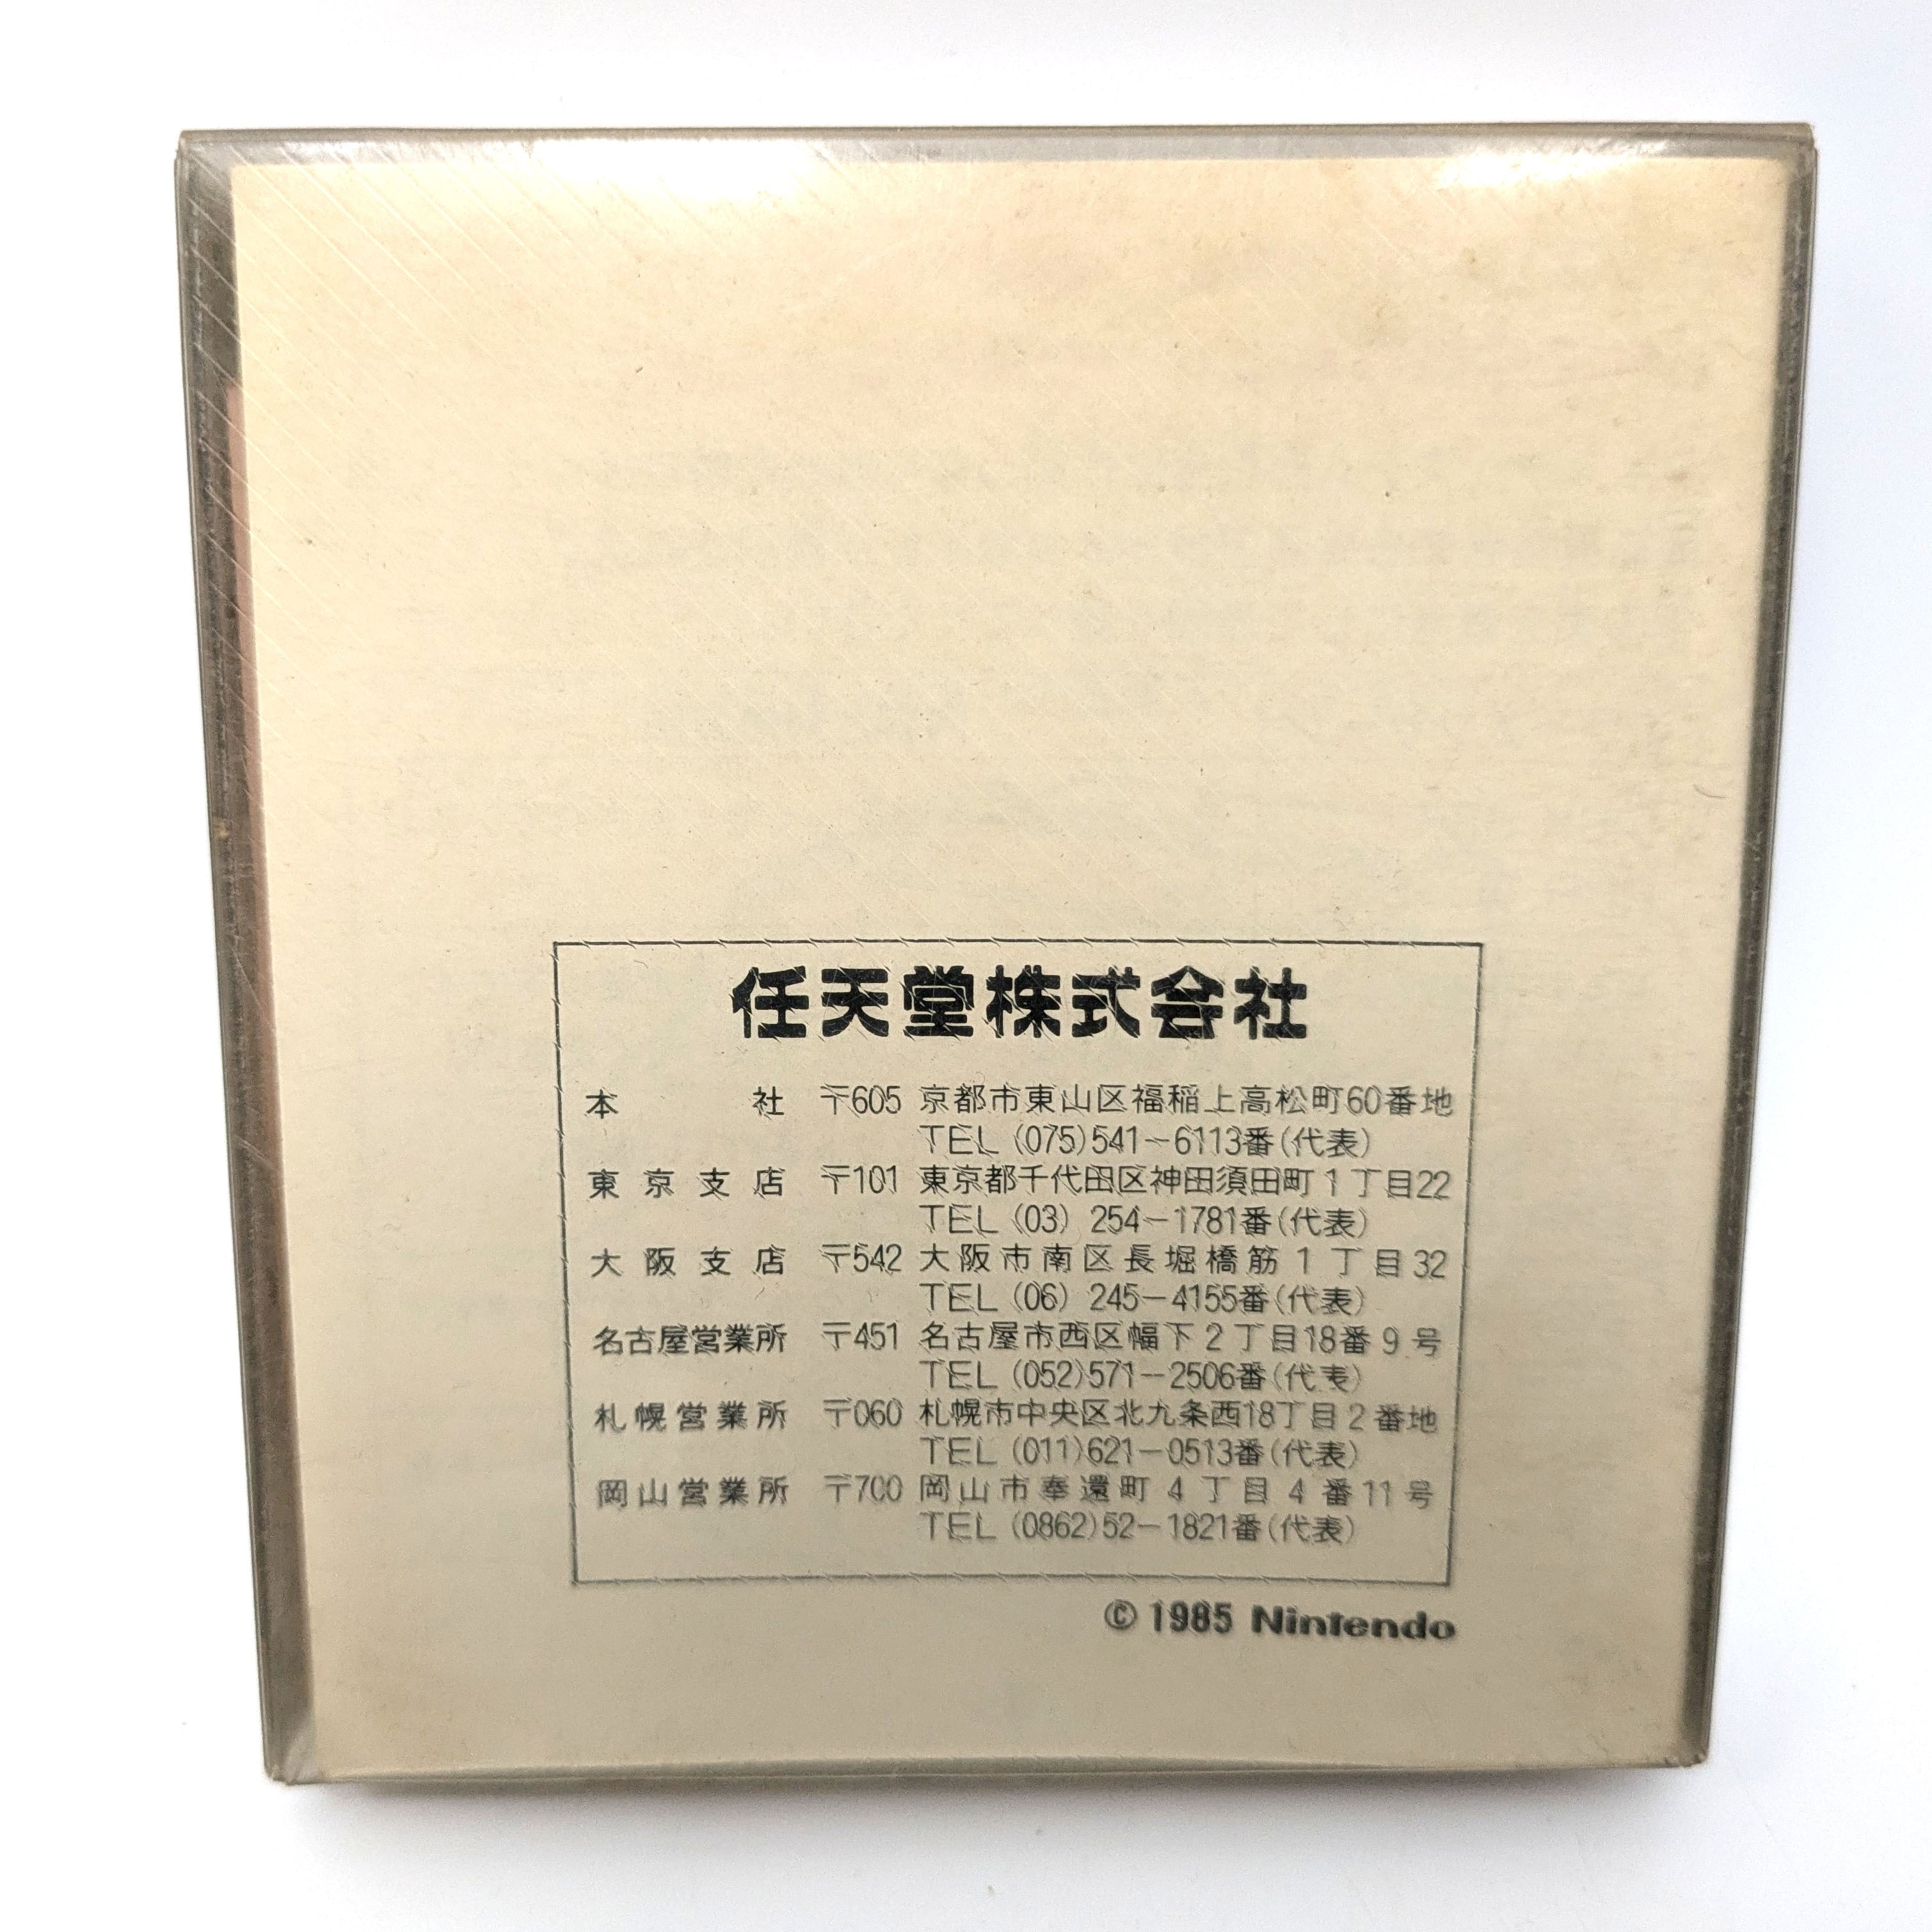 任天堂株式会社
本社 〒605 京都市東山区福稲上高松町60番地
TEL (075)541-6113番(代表)
東京支店 〒101 東京都千代田区神田須田町1丁目22
TEL (03) 254-1781番(代表)
大阪支店 〒542 大阪市南区長堀橋筋1丁目32
TEL (06) 245-4155番(代表)
名古屋営業所 〒451 名古屋市西区幅下2丁目18番9号
TEL (052)571-2506番(代表)
札幌営業所 〒060 札幌市中央区北九条西18丁目2番地
TEL (011)621-0513番(代表)
岡山営業所 〒700 岡山市奉還町4丁目4番11号
TEL (0862)52-1821番(代表)
© 1985 Nintendo